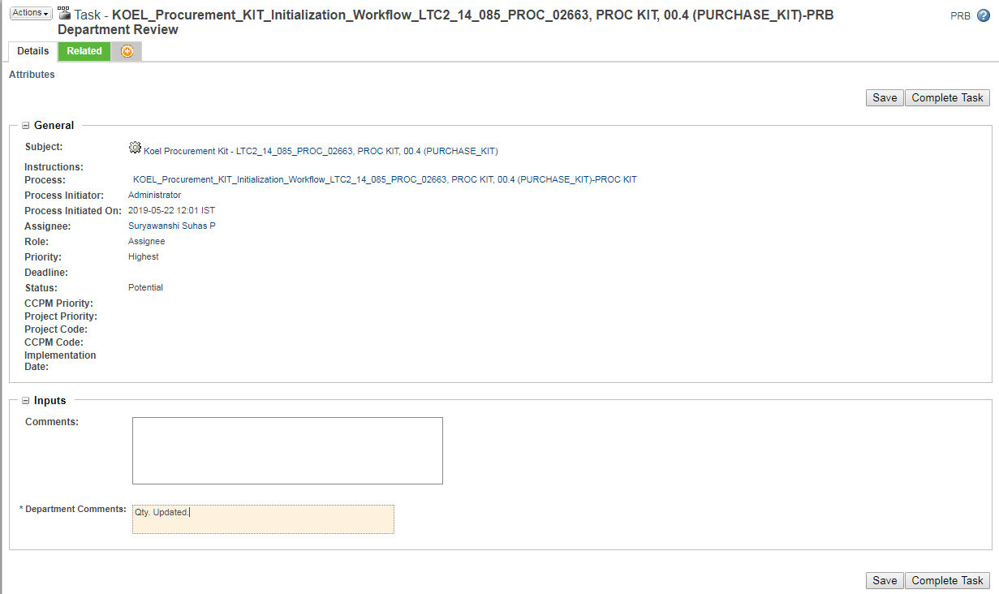 Actions
Task - KOEL_Procurement_KIT_Initialization_Workflow_LTC2_14_085_PROC_02663, PROC KIT, 00.4 (PURCHASE_KIT)-PRB
Department Review
PRB ?
Details Related
Attributes
Save Complete Task
General
Subject: Koel Procurement Kit - LTC2_14_085_PROC_02663, PROC KIT, 00.4 (PURCHASE_KIT)
Instructions:
Process: KOEL_Procurement_KIT_Initialization_Workflow_LTC2_14_085_PROC_02663, PROC KIT, 00.4 (PURCHASE_KIT)-PROC KIT
Process Initiator: Administrator
Process Initiated On: 2019-05-22 12:01 IST
Assignee: Suryawanshi Suhas P
Role: Assignee
Priority: Highest
Deadline:
Status: Potential
CCPM Priority:
Project Priority:
Project Code:
CCPM Code:
Implementation
Date:
Inputs
Comments:
* Department Comments: Qty. Updated.
Save Complete Task